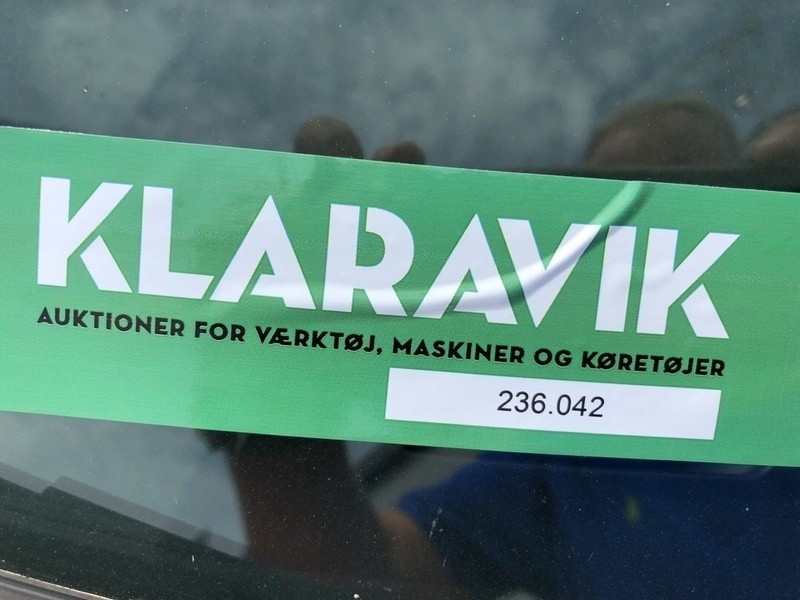 KLARAVIK
AUKTIONER FOR VÆRKTØJ, MASKINER OG KØRETØJER
236.042